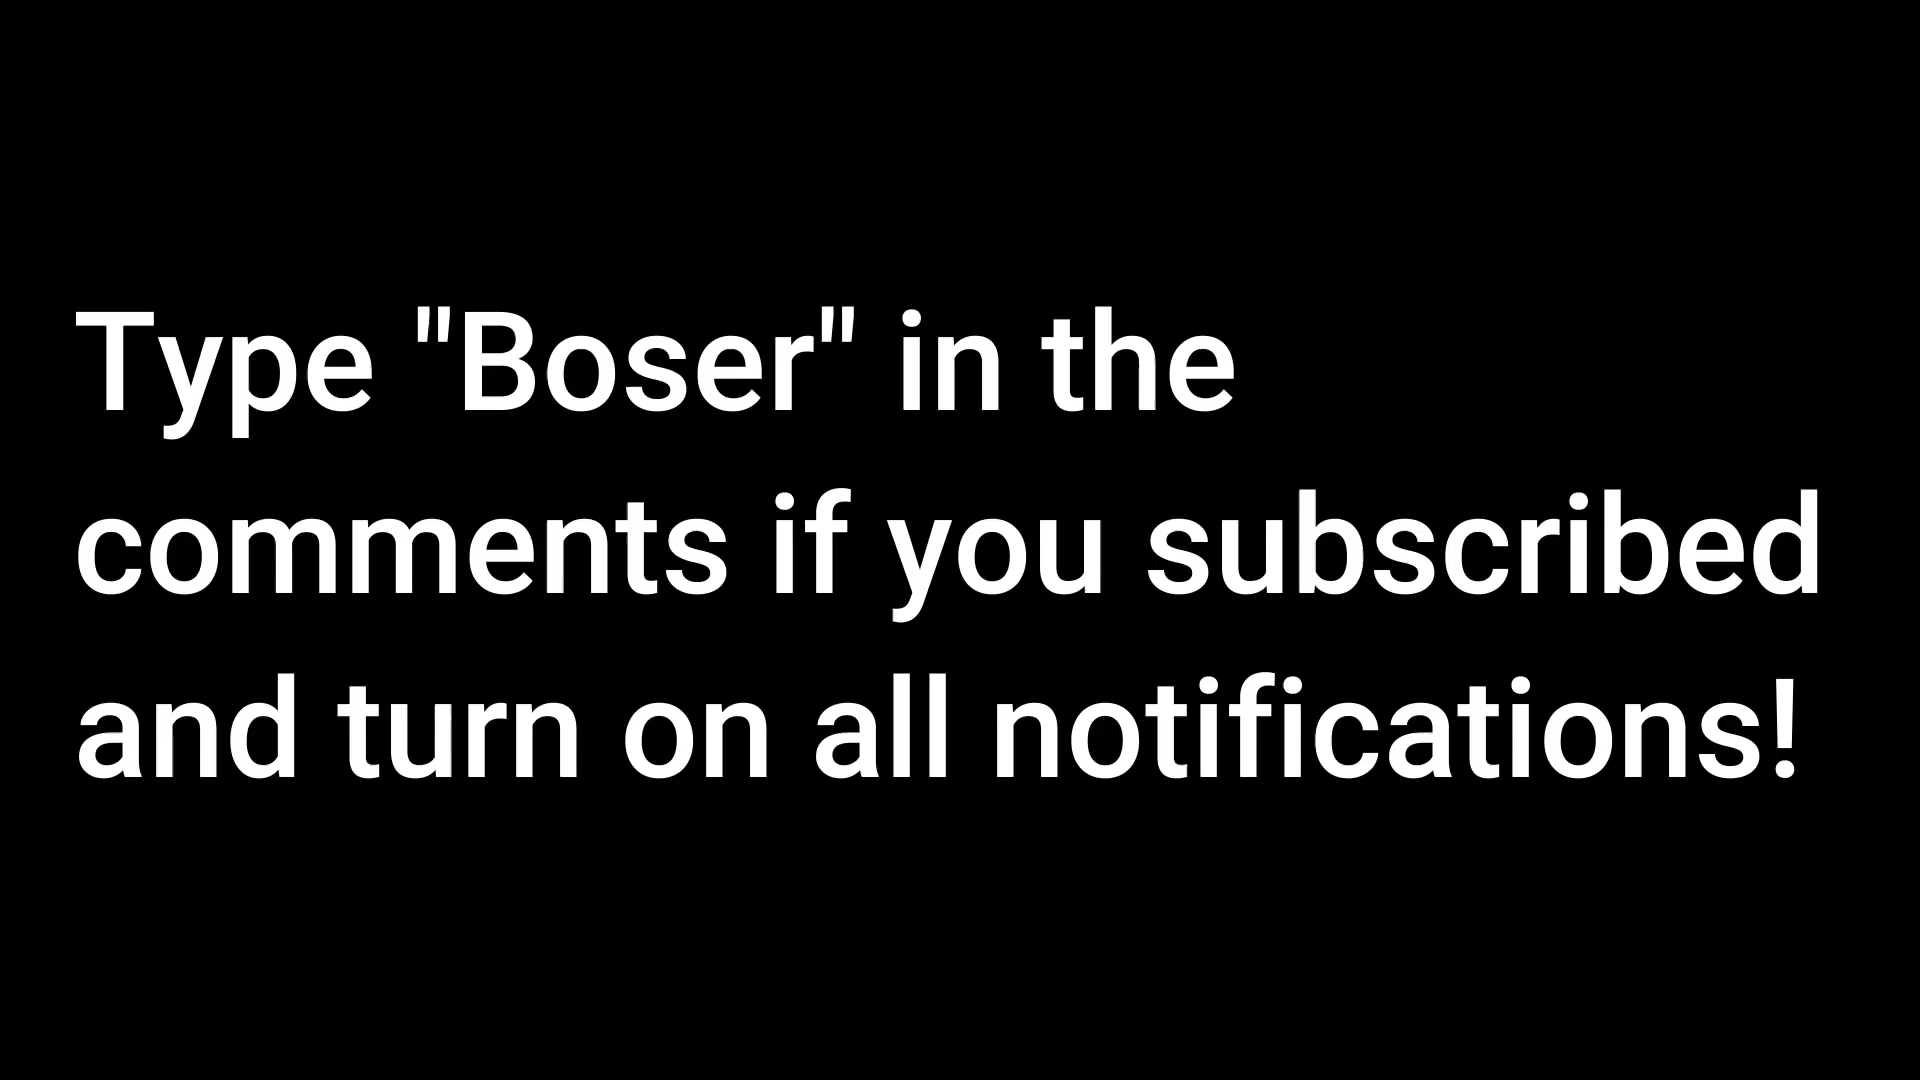 Type "Boser" in the
comments if you subscribed
and turn on all notifications!